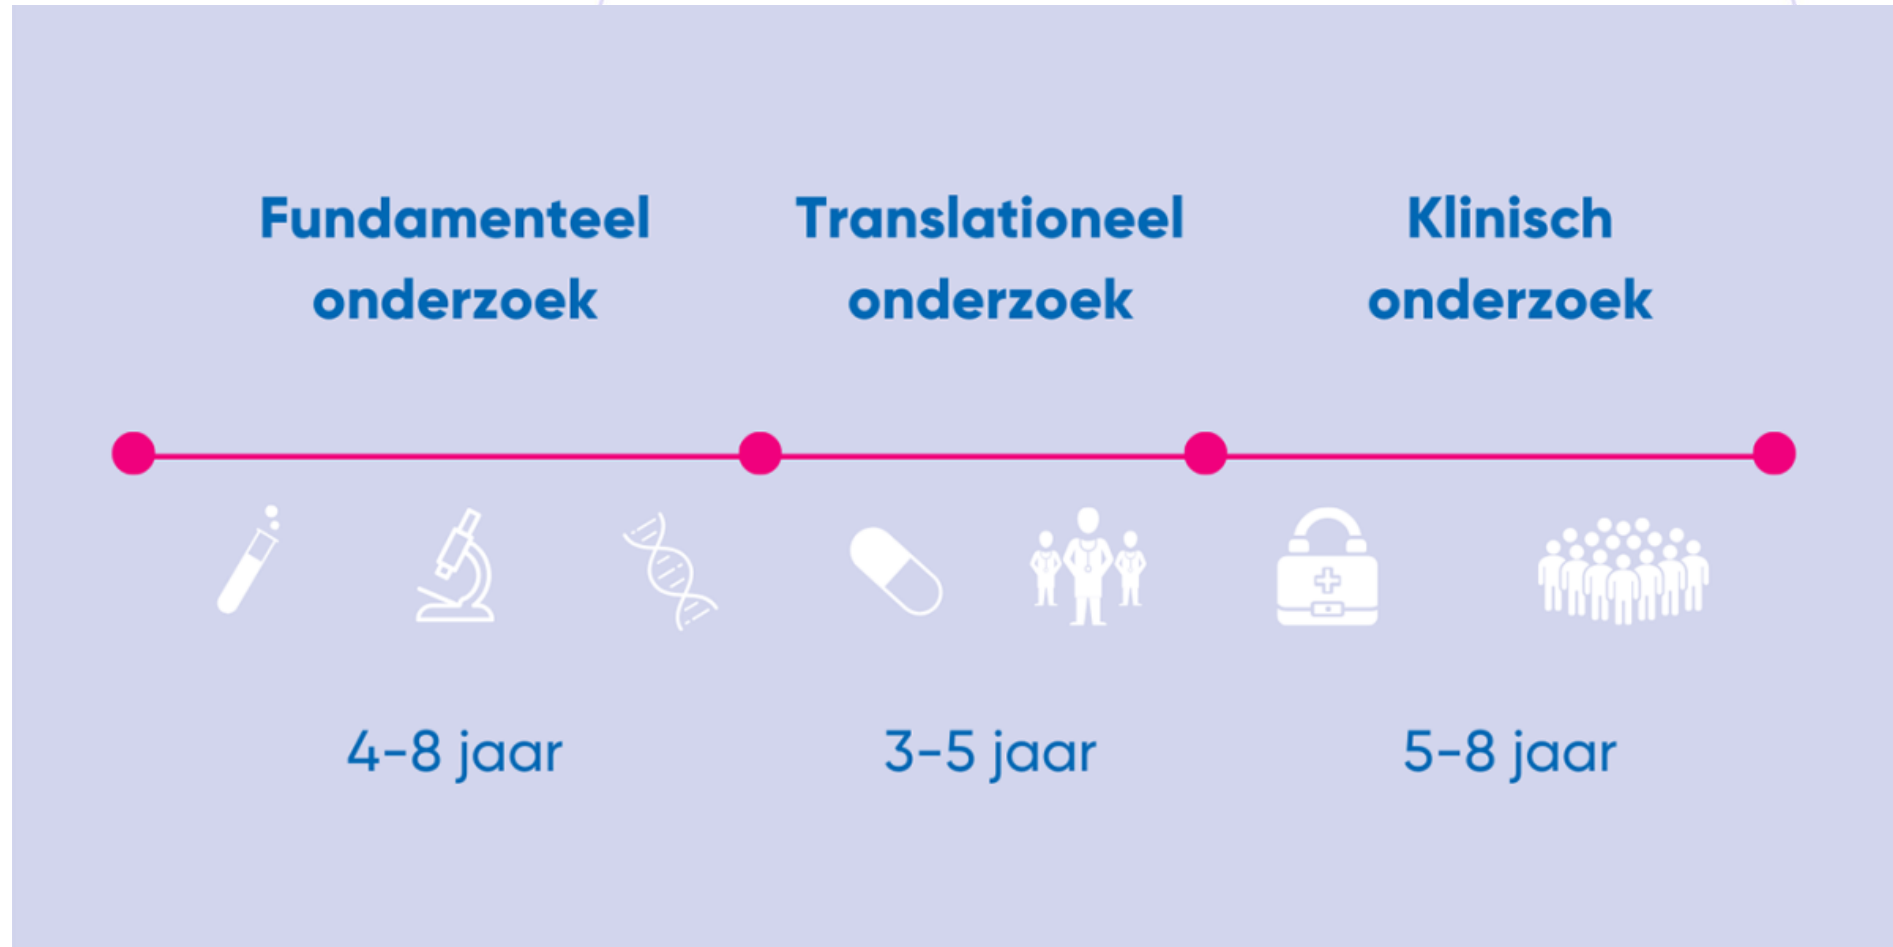 Fundamenteel
onderzoek
Translationeel
onderzoek
Klinisch
onderzoek
4-8 jaar
3-5 jaar
5-8 jaar